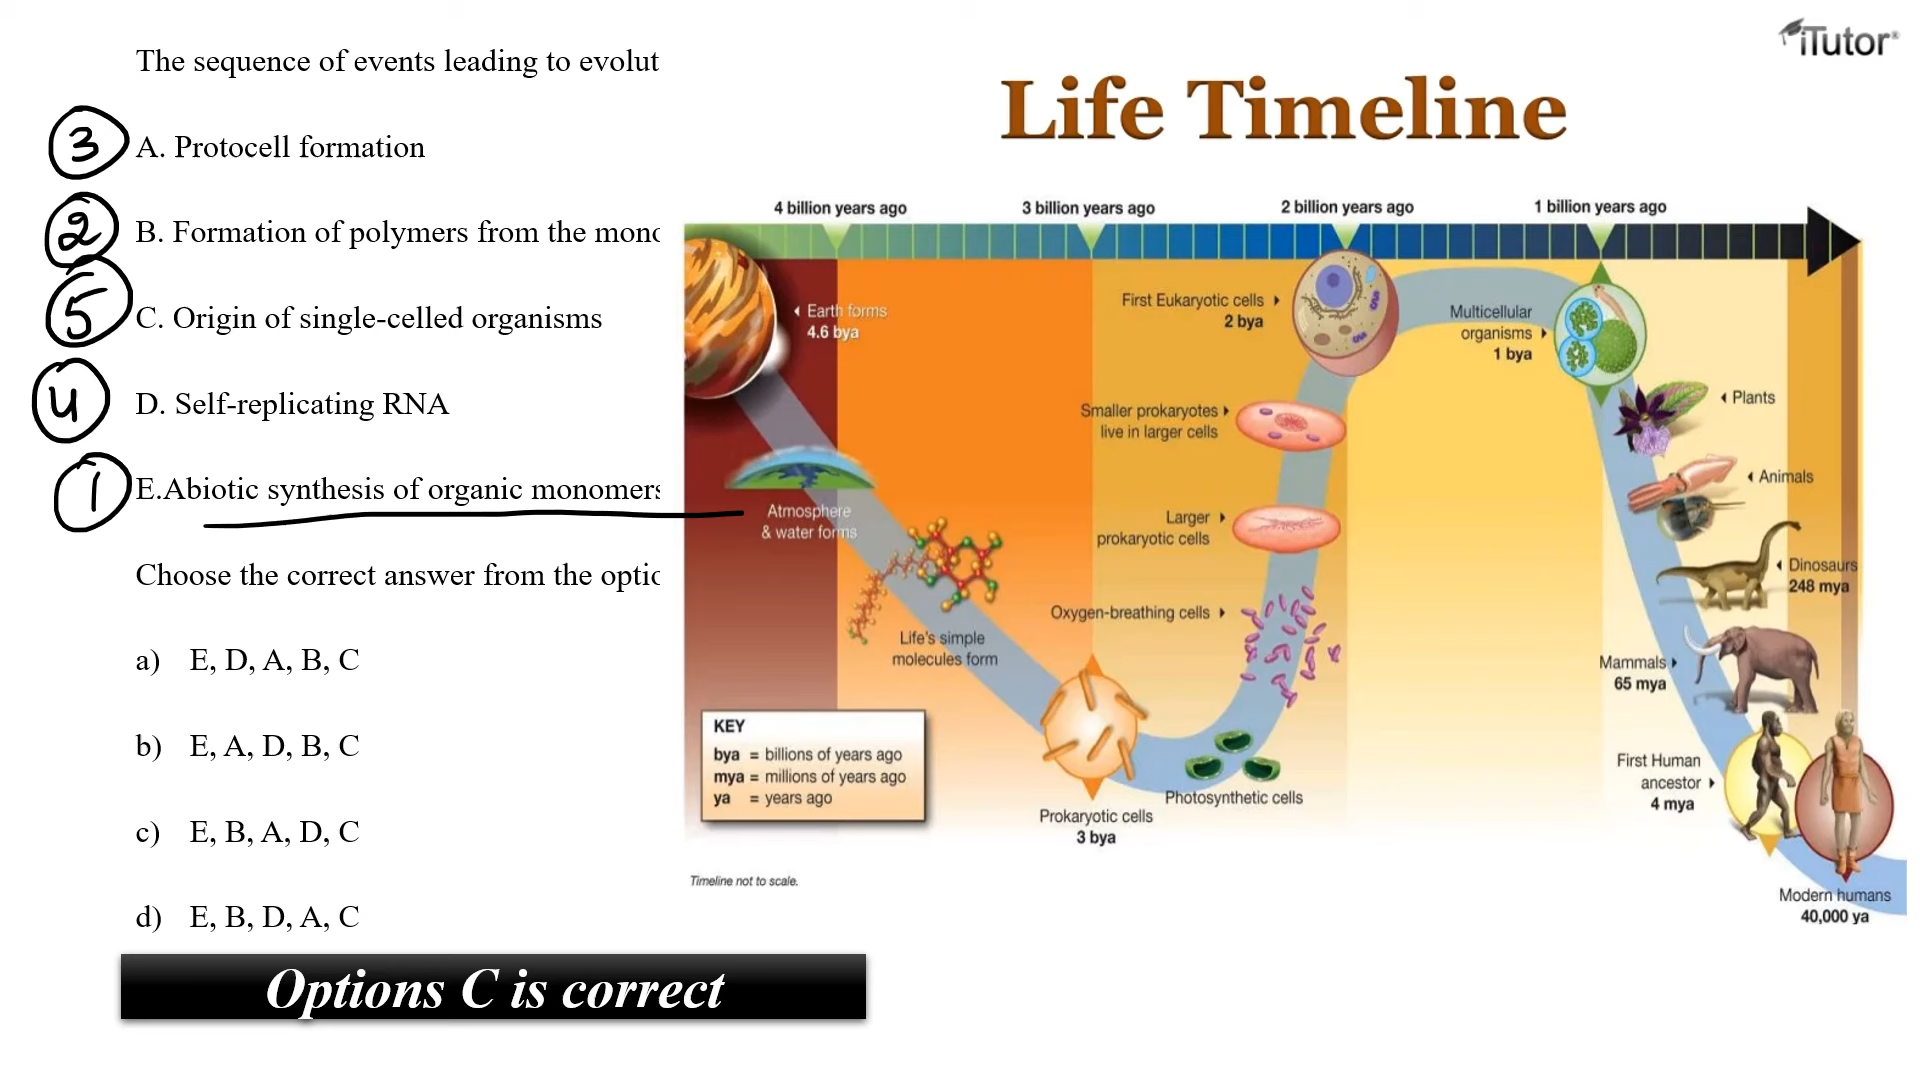 iTutor®
The sequence of events leading to evolut
3 A. Protocell formation
2 B. Formation of polymers from the mono
5 C. Origin of single-celled organisms
4 D. Self-replicating RNA
1 E.Abiotic synthesis of organic monomers
Choose the correct answer from the optio
a) E, D, A, B, C
b) E, A, D, B, C
c) E, B, A, D, C
d) E, B, D, A, C
Options C is correct
Life Timeline
4 billion years ago
3 billion years ago
2 billion years ago
1 billion years ago
Earth forms
4.6 bya
Atmosphere
& water forms
Life's simple
molecules form
Prokaryotic cells
3 bya
Photosynthetic cells
Oxygen-breathing cells
Larger
prokaryotic cells
Smaller prokaryotes
live in larger cells
First Eukaryotic cells
2 bya
Multicellular
organisms
1 bya
Plants
Animals
Dinosaurs
248 mya
Mammals
65 mya
First Human
ancestor
4 mya
Modern humans
40,000 ya
KEY
bya = billions of years ago
mya = millions of years ago
ya = years ago
Timeline not to scale.